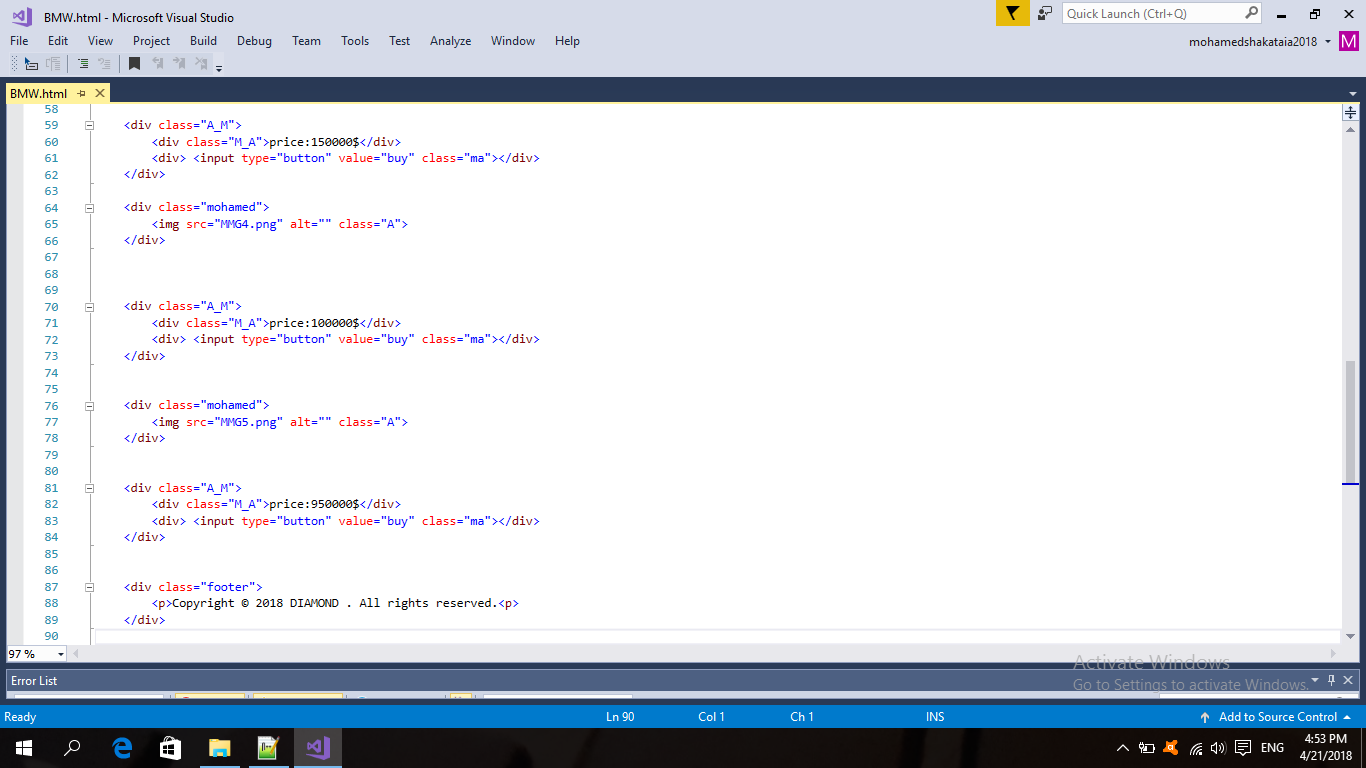 BMW.html - Microsoft Visual Studio
Quick Launch (Ctrl+Q)
File Edit View Project Build Debug Team Tools Test Analyze Window Help
mohamedshakataia2018 M
BMW.html
58
59 <div class="A_M">
60 <div class="M_A">price:150000$</div>
61 <div> <input type="button" value="buy" class="ma"></div>
62 </div>
63
64 <div class="mohamed">
65 <img src="MMG4.png" alt="" class="A">
66 </div>
67
68
69
70 <div class="A_M">
71 <div class="M_A">price:100000$</div>
72 <div> <input type="button" value="buy" class="ma"></div>
73 </div>
74
75
76 <div class="mohamed">
77 <img src="MMG5.png" alt="" class="A">
78 </div>
79
80
81 <div class="A_M">
82 <div class="M_A">price:950000$</div>
83 <div> <input type="button" value="buy" class="ma"></div>
84 </div>
85
86
87 <div class="footer">
88 <p>Copyright © 2018 DIAMOND . All rights reserved.<p>
89 </div>
90
97 %
Activate Windows
Go to Settings to activate Windows.
Error List
Ready Ln 90 Col 1 Ch 1 INS Add to Source Control
ENG
4:53 PM
4/21/2018